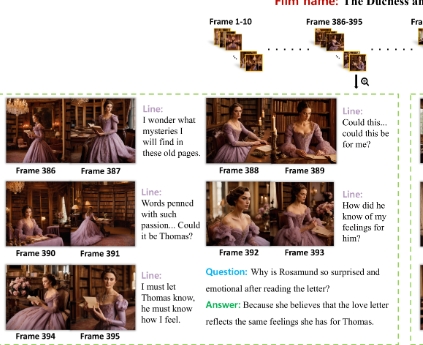 Film name: The Duchess an
Frame 1-10
Frame 386-395
Fra
Line:
I wonder what
mysteries I
will find in
these old pages.
Frame 386
Frame 387
Line:
Could this...
could this be
for me?
Frame 388
Frame 389
Line:
Words penned
with such
passion... Could
it be Thomas?
Frame 390
Frame 391
Line:
How did he
know of my
feelings for
him?
Frame 392
Frame 393
Line:
I must let
Thomas know,
he must know
how I feel.
Frame 394
Frame 395
Question: Why is Rosamund so surprised and
emotional after reading the letter?
Answer: Because she believes that the love letter
reflects the same feelings she has for Thomas.